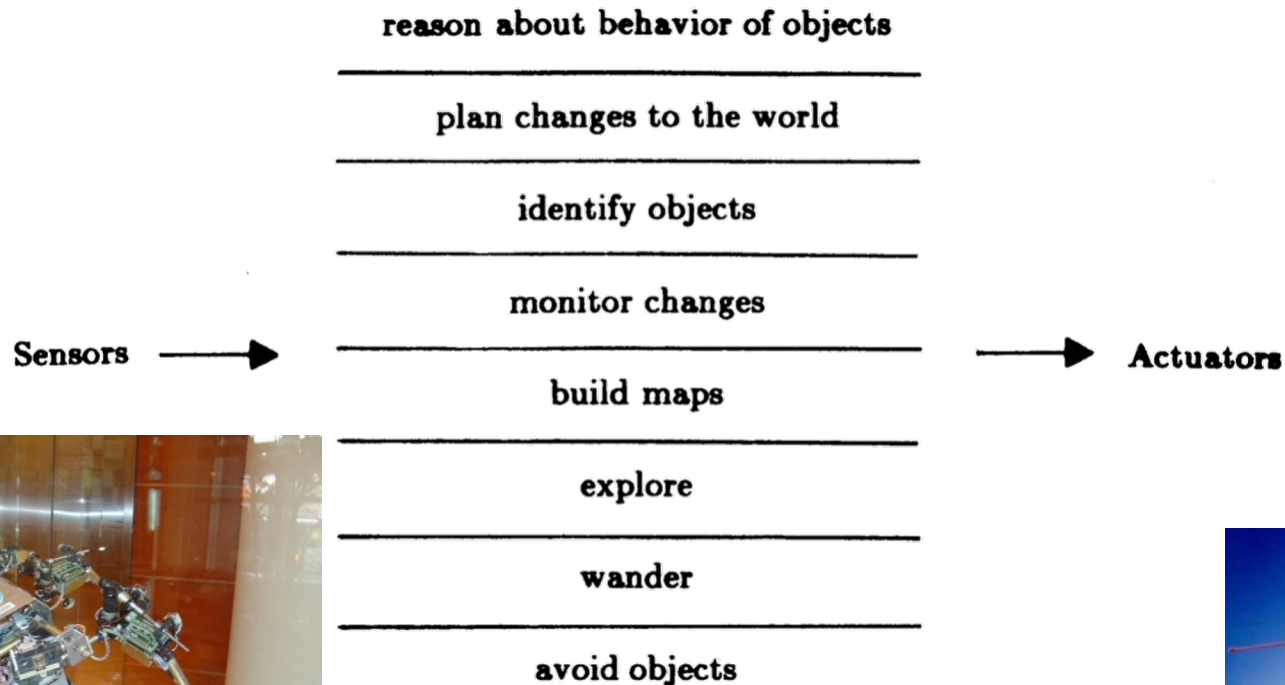 reason about behavior of objects
plan changes to the world
identify objects
monitor changes
Sensors
Actuators
build maps
explore
wander
avoid objects